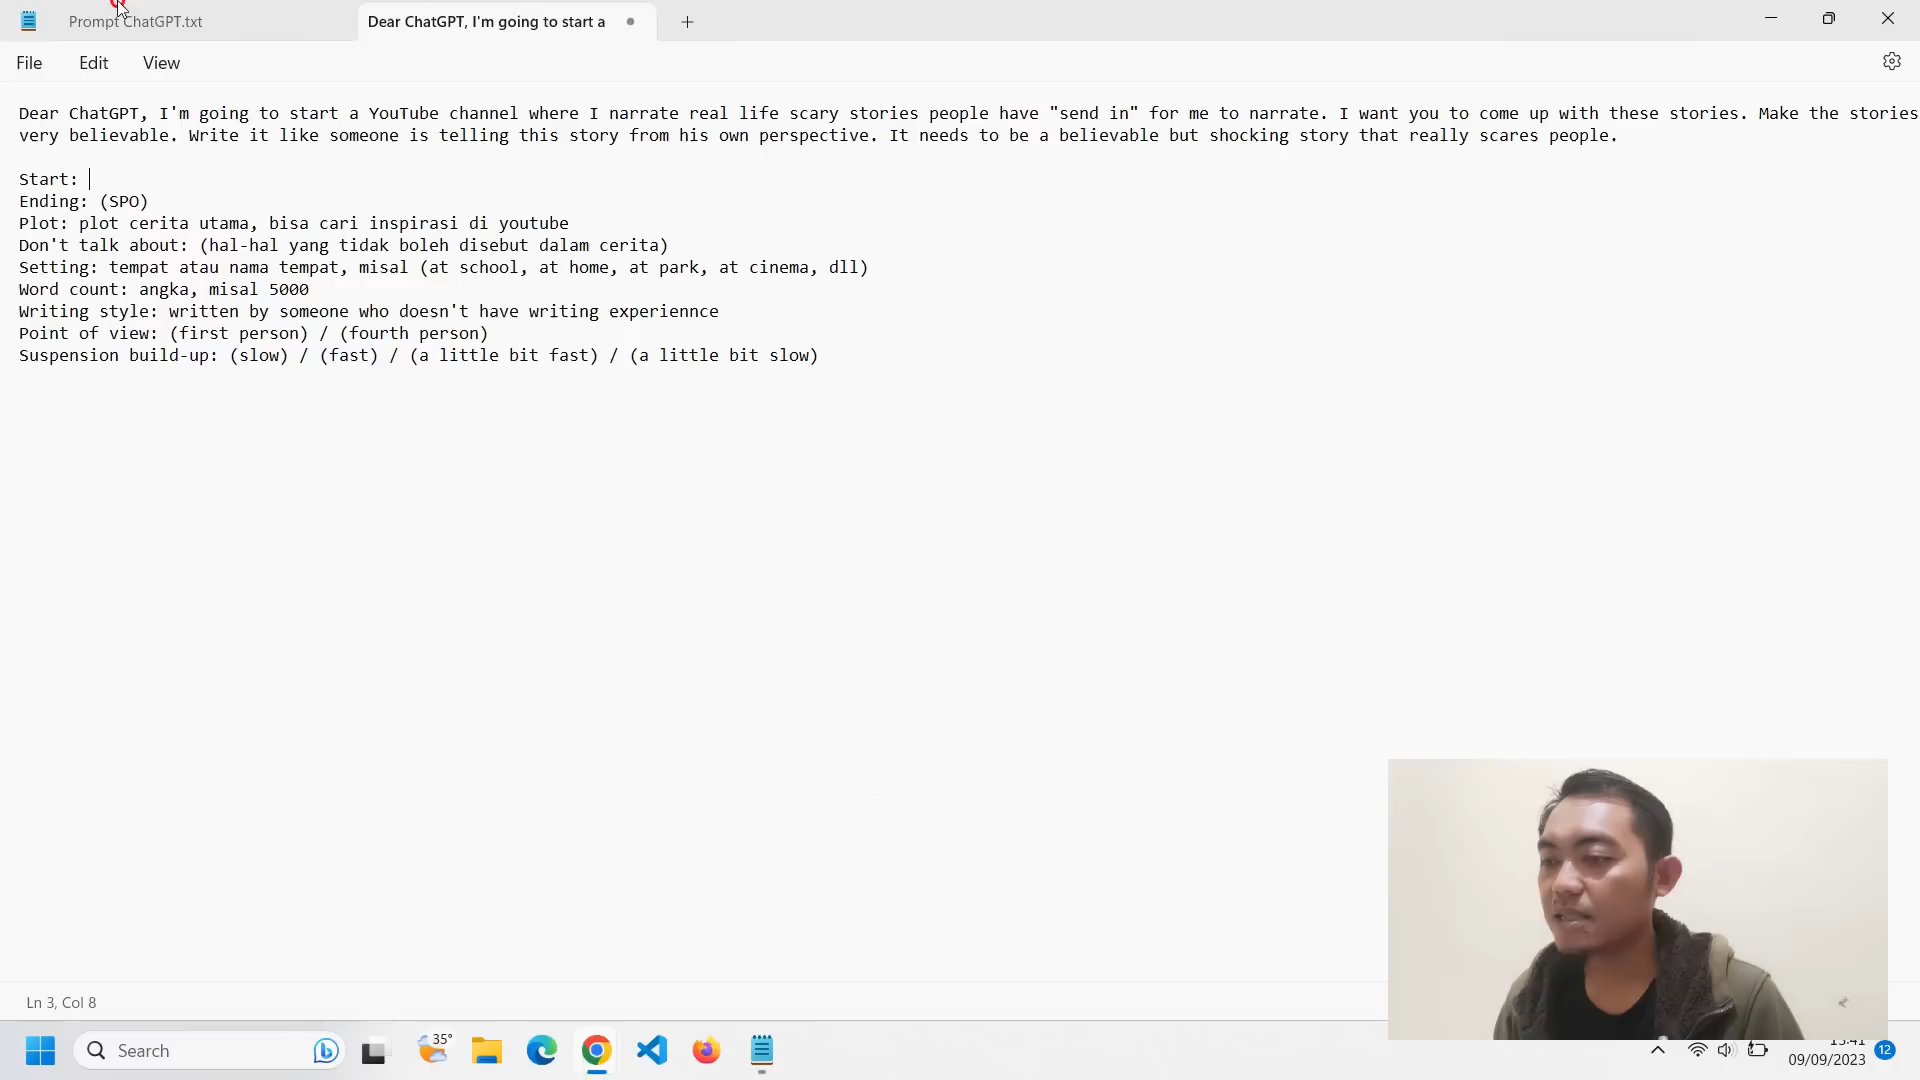 Prompt ChatGPT.txt
Dear ChatGPT, I'm going to start a
File Edit View
Dear ChatGPT, I'm going to start a YouTube channel where I narrate real life scary stories people have "send in" for me to narrate. I want you to come up with these stories. Make the stories
very believable. Write it like someone is telling this story from his own perspective. It needs to be a believable but shocking story that really scares people.
Start:
Ending: (SPO)
Plot: plot cerita utama, bisa cari inspirasi di youtube
Don't talk about: (hal-hal yang tidak boleh disebut dalam cerita)
Setting: tempat atau nama tempat, misal (at school, at home, at park, at cinema, dll)
Word count: angka, misal 5000
Writing style: written by someone who doesn't have writing experiennce
Point of view: (first person) / (fourth person)
Suspension build-up: (slow) / (fast) / (a little bit fast) / (a little bit slow)
Ln 3, Col 8
Search
35°
09/09/2023
12